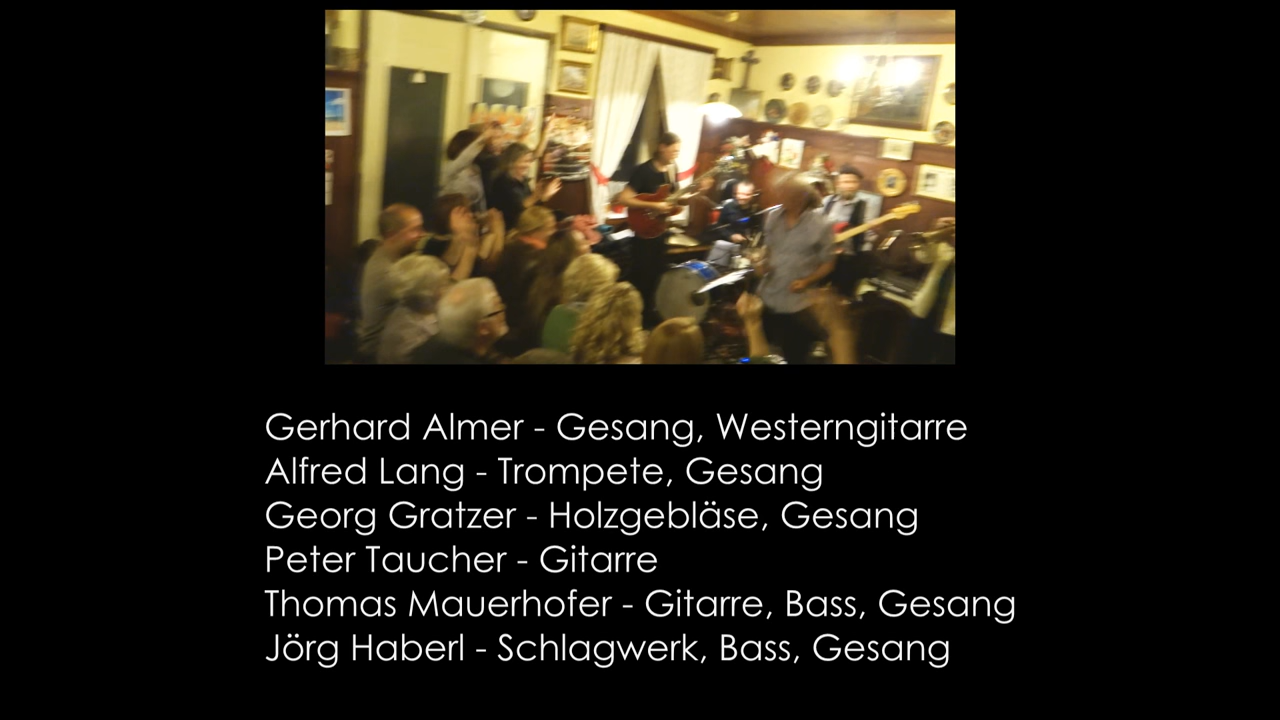 Gerhard Almer - Gesang, Westerngitarre
Alfred Lang - Trompete, Gesang
Georg Gratzer - Holzgebläse, Gesang
Peter Taucher - Gitarre
Thomas Mauerhofer - Gitarre, Bass, Gesang
Jörg Haberl - Schlagwerk, Bass, Gesang